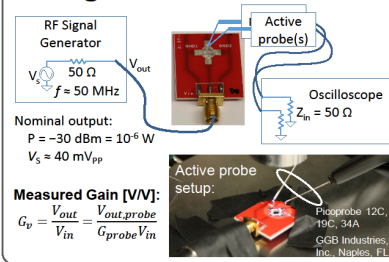 RF Signal
Generator
Vs
50 Ω
f ≈ 50 MHz
Vout
Active
probe(s)
Oscilloscope
Zin = 50 Ω
Nominal output:
P = −30 dBm = 10⁻⁶ W
VS ≈ 40 mVPP
Measured Gain [V/V]:
Gv = Vout / Vin = Vout,probe / GprobeVin
Active probe
setup:
Picoprobe 12C,
19C, 34A
GGB Industries,
Inc., Naples, FL